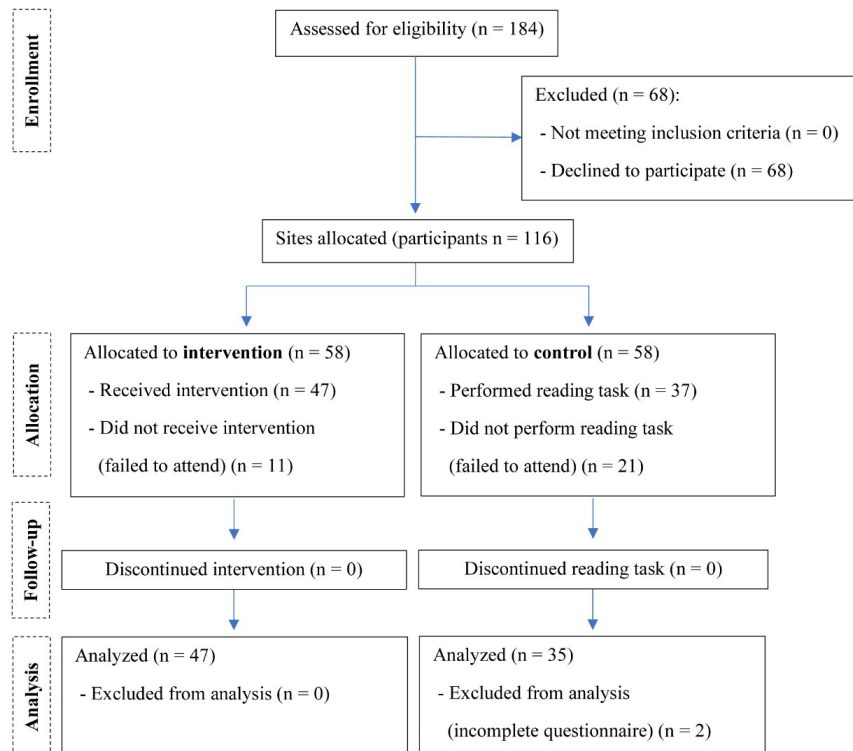 Enrollment
Assessed for eligibility (n = 184)
Excluded (n = 68):
- Not meeting inclusion criteria (n = 0)
- Declined to participate (n = 68)
Sites allocated (participants n = 116)
Allocation
Allocated to intervention (n = 58)
- Received intervention (n = 47)
- Did not receive intervention
(failed to attend) (n = 11)
Allocated to control (n = 58)
- Performed reading task (n = 37)
- Did not perform reading task
(failed to attend) (n = 21)
Follow-up
Discontinued intervention (n = 0)
Discontinued reading task (n = 0)
Analysis
Analyzed (n = 47)
- Excluded from analysis (n = 0)
Analyzed (n = 35)
- Excluded from analysis
(incomplete questionnaire) (n = 2)